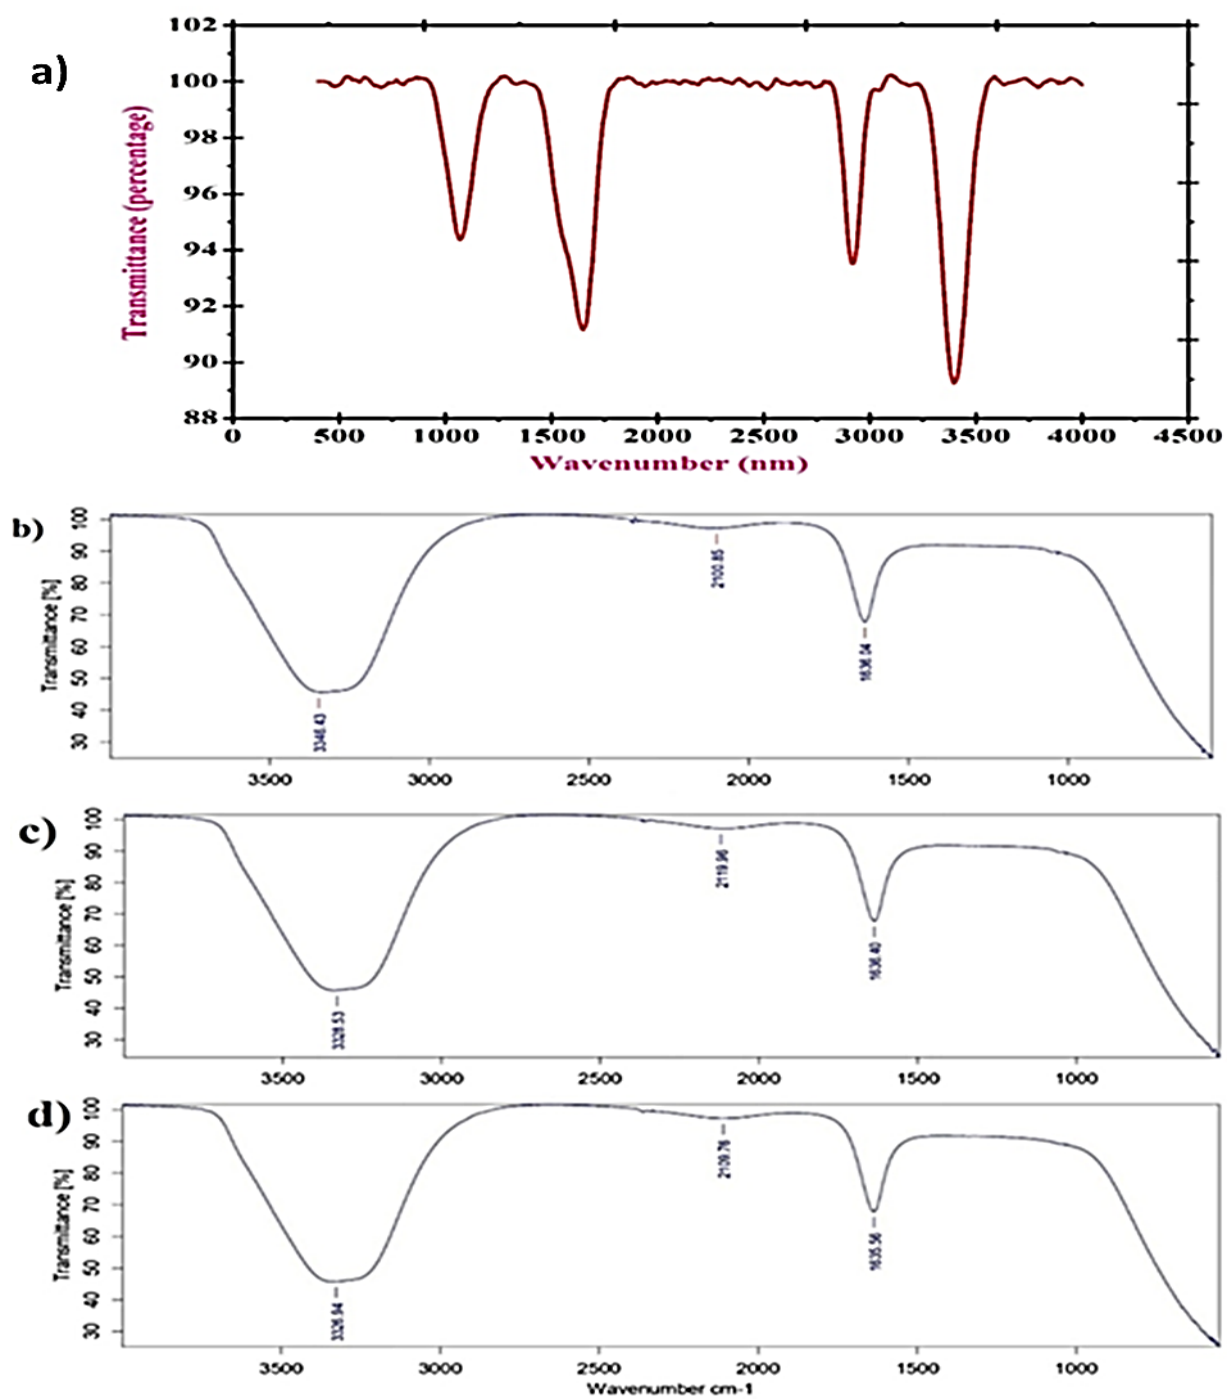 a)
Transmittance (percentage)
102
100
98
96
94
92
90
88
0 500 1000 1500 2000 2500 3000 3500 4000 4500
Wavenumber (nm)
b)
Transmittance [%]
100
90
80
70
60
50
40
30
3346.43
2100.85
1636.04
3500 3000 2500 2000 1500 1000
c)
Transmittance [%]
100
90
80
70
60
50
40
30
3328.53
2119.96
1636.40
3500 3000 2500 2000 1500 1000
d)
Transmittance [%]
100
90
80
70
60
50
40
30
3326.94
2109.76
1635.56
3500 3000 2500 2000 1500 1000
Wavenumber cm-1